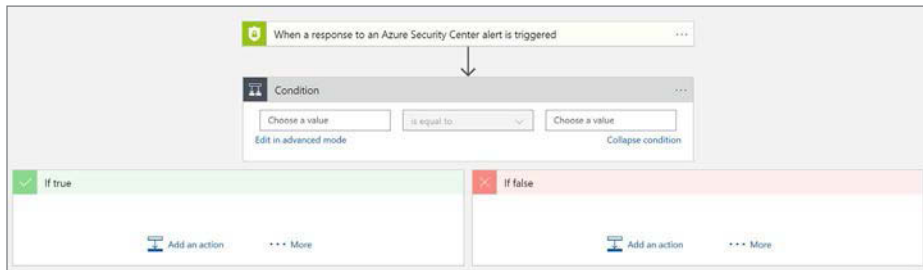 When a response to an Azure Security Center alert is triggered
Condition
Choose a value is equal to Choose a value
Edit in advanced mode Collapse condition
If true If false
Add an action ••• More Add an action ••• More